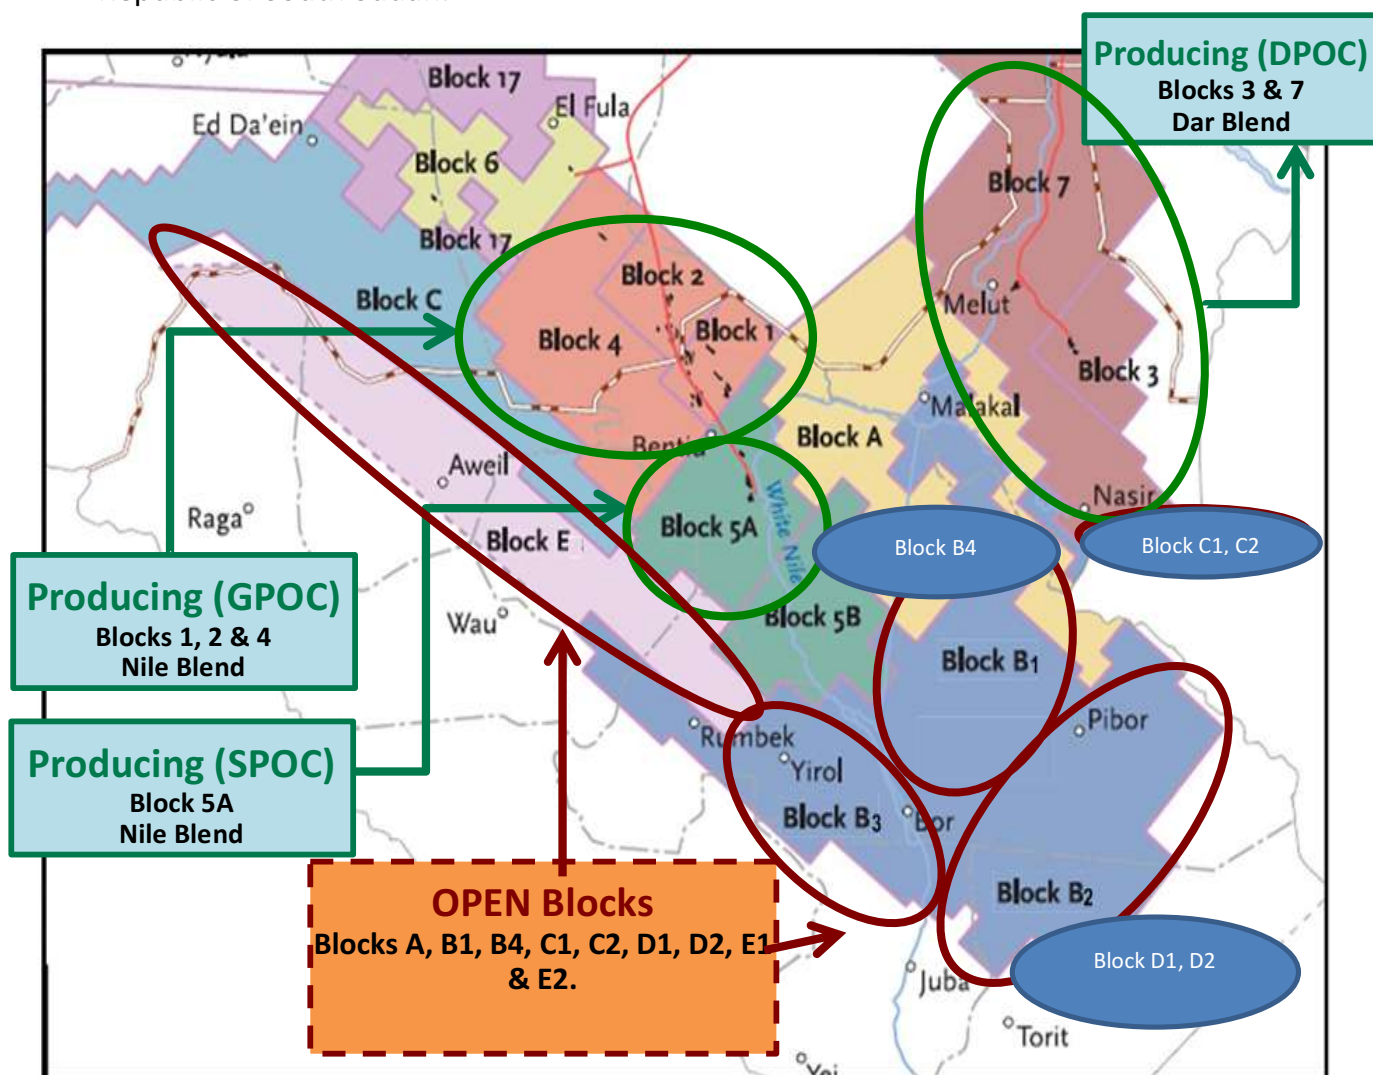 Producing (DPOC)
Blocks 3 & 7
Dar Blend
Block 17
El Fula
Ed Da'ein
Block 6
Block 7
Block 17
Block 2
Block C
Melut
Block 1
Block 4
Block 3
Malakal
Block A
Bentiu
Aweil
Nasir
Raga
Block 5A
White Nile
Block E
Block B4
Block C1, C2
Producing (GPOC)
Blocks 1, 2 & 4
Nile Blend
Wau
Block 5B
Block B1
Pibor
Rumbek
Yirol
Producing (SPOC)
Block 5A
Nile Blend
Block B3
Bor
Block B2
OPEN Blocks
Blocks A, B1, B4, C1, C2, D1, D2, E1
& E2.
Block D1, D2
Juba
Torit